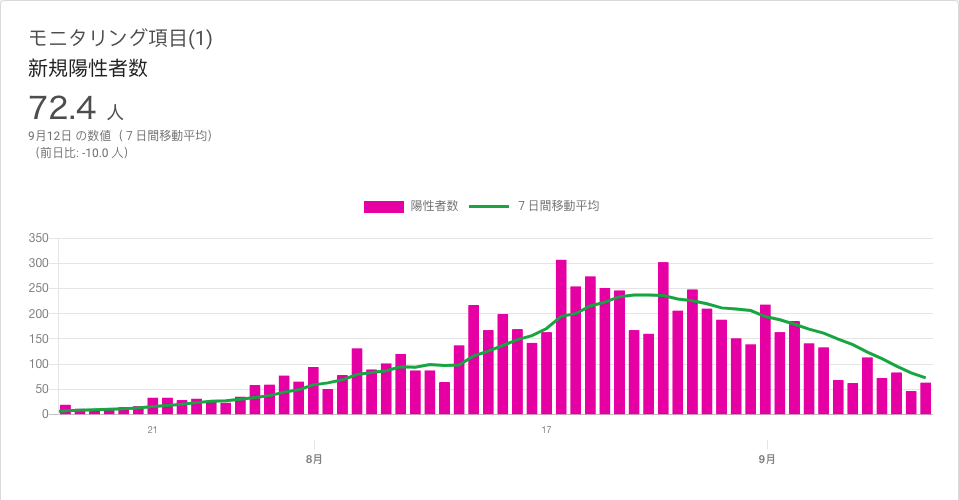 モニタリング項目(1)
新規陽性者数
72.4 人
9月12日 の数値（７日間移動平均）
（前日比: -10.0 人）
陽性者数 ７日間移動平均
350
300
250
200
150
100
50
0
21 17
8月 9月